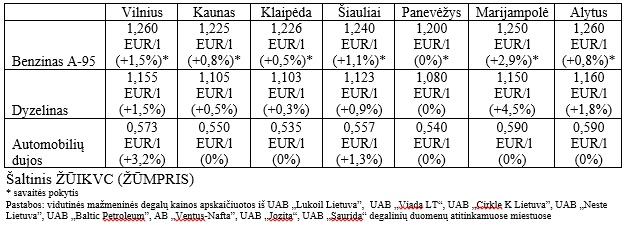 Vilnius Kaunas Klaipėda Šiauliai Panevėžys Marijampolė Alytus
1,260 1,225 1,226 1,240 1,200 1,250 1,260
EUR/l EUR/l EUR/l EUR/l EUR/l EUR/l EUR/l
Benzinas A-95 (+1,5%)* (+0,8%)* (+0,5%)* (+1,1%)* (0%)* (+2,9%)* (+0,8%)*
1,155 1,105 1,103 1,123 1,080 1,150 1,160
EUR/l EUR/l EUR/l EUR/l EUR/l EUR/l EUR/l
Dyzelinas (+1,5%) (+0,5%) (+0,3%) (+0,9%) (0%) (+4,5%) (+1,8%)
0,573 0,550 0,535 0,557 0,540 0,590 0,590
Automobilių EUR/l EUR/l EUR/l EUR/l EUR/l EUR/l EUR/l
dujos (+3,2%) (0%) (0%) (+1,3%) (0%) (0%) (0%)
Šaltinis ŽŪIKVC (ŽŪMPRIS)
* savaitės pokytis
Pastabos: vidutinės mažmeninės degalų kainos apskaičiuotos iš UAB „Lukoil Lietuva”, UAB „Viada LT“, UAB „Cirkle K Lietuva”, UAB „Neste
Lietuva”, UAB „Baltic Petroleum”, AB „Ventus-Nafta”, UAB „Jozita”, UAB „Saurida” degalinių duomenų atitinkamuose miestuose